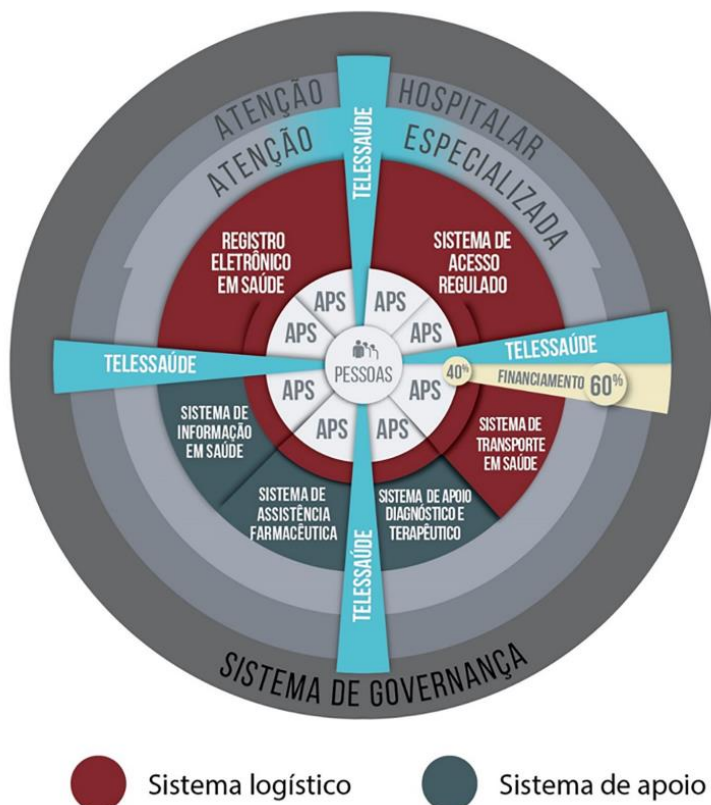 ATENÇÃO HOSPITALAR
ATENÇÃO ESPECIALIZADA
TELESSAÚDE
REGISTRO
ELETRÔNICO
EM SAÚDE
SISTEMA DE
ACESSO
REGULADO
APS
APS
APS
APS
TELESSAÚDE
PESSOAS
TELESSAÚDE
40%
FINANCIAMENTO 60%
APS
APS
APS
APS
SISTEMA DE
INFORMAÇÃO
EM SAÚDE
SISTEMA DE
TRANSPORTE
EM SAÚDE
SISTEMA DE
ASSISTÊNCIA
FARMACÊUTICA
SISTEMA DE APOIO
DIAGNÓSTICO E
TERAPÊUTICO
TELESSAÚDE
SISTEMA DE GOVERNANÇA
Sistema logístico
Sistema de apoio